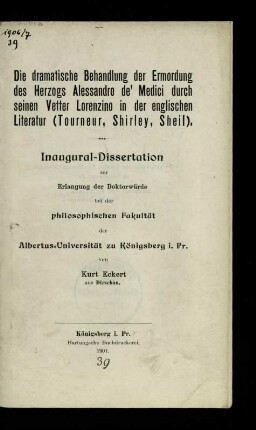 1906/7
39
Die dramatische Behandlung der Ermordung
des Herzogs Alessandro de' Medici durch
seinen Vetter Lorenzino in der englischen
Literatur (Tourneur, Shirley, Sheil).
Inaugural-Dissertation
zur
Erlangung der Doktorwürde
bei der
philosophischen Fakultät
der
Albertus-Universität zu Königsberg i. Pr.
von
Kurt Eckert
aus Dirschau.
Königsberg i. Pr.
Hartungsche Buchdruckerei.
1901.
39